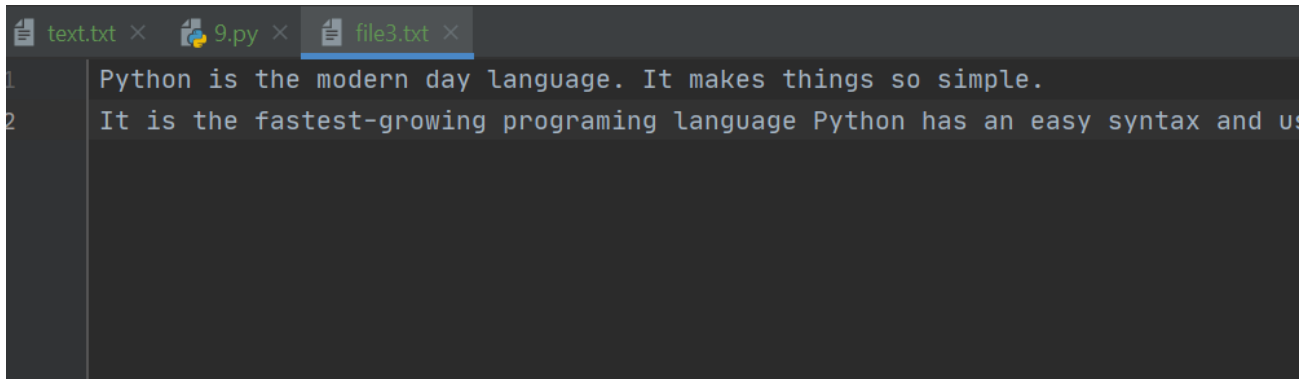 text.txt 9.py file3.txt
1 Python is the modern day language. It makes things so simple.
2 It is the fastest-growing programing language Python has an easy syntax and